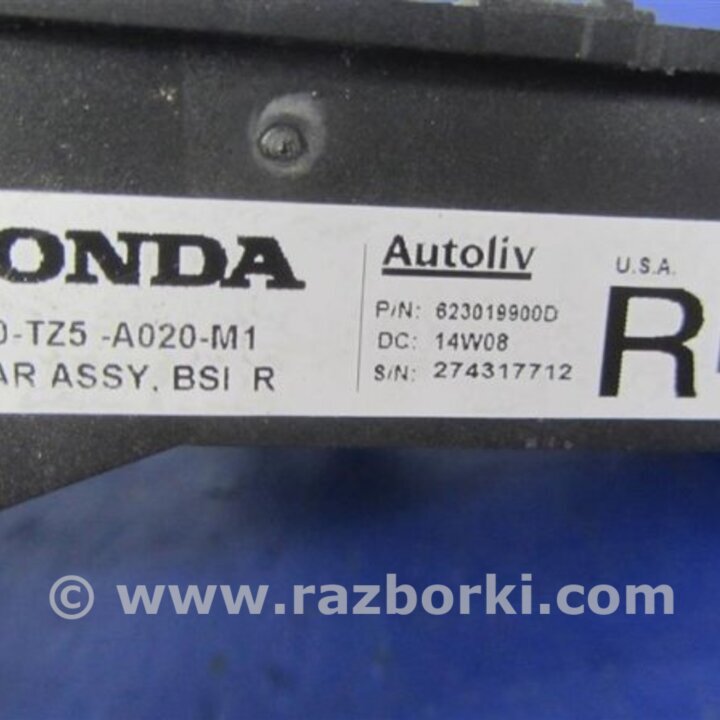 ONDA
0-TZ5 -A020-M1
AR ASSY, BSI R
Autoliv
P/N: 623019900D
DC: 14W08
S/N: 274317712
U.S.A.
R
© www.razborki.com